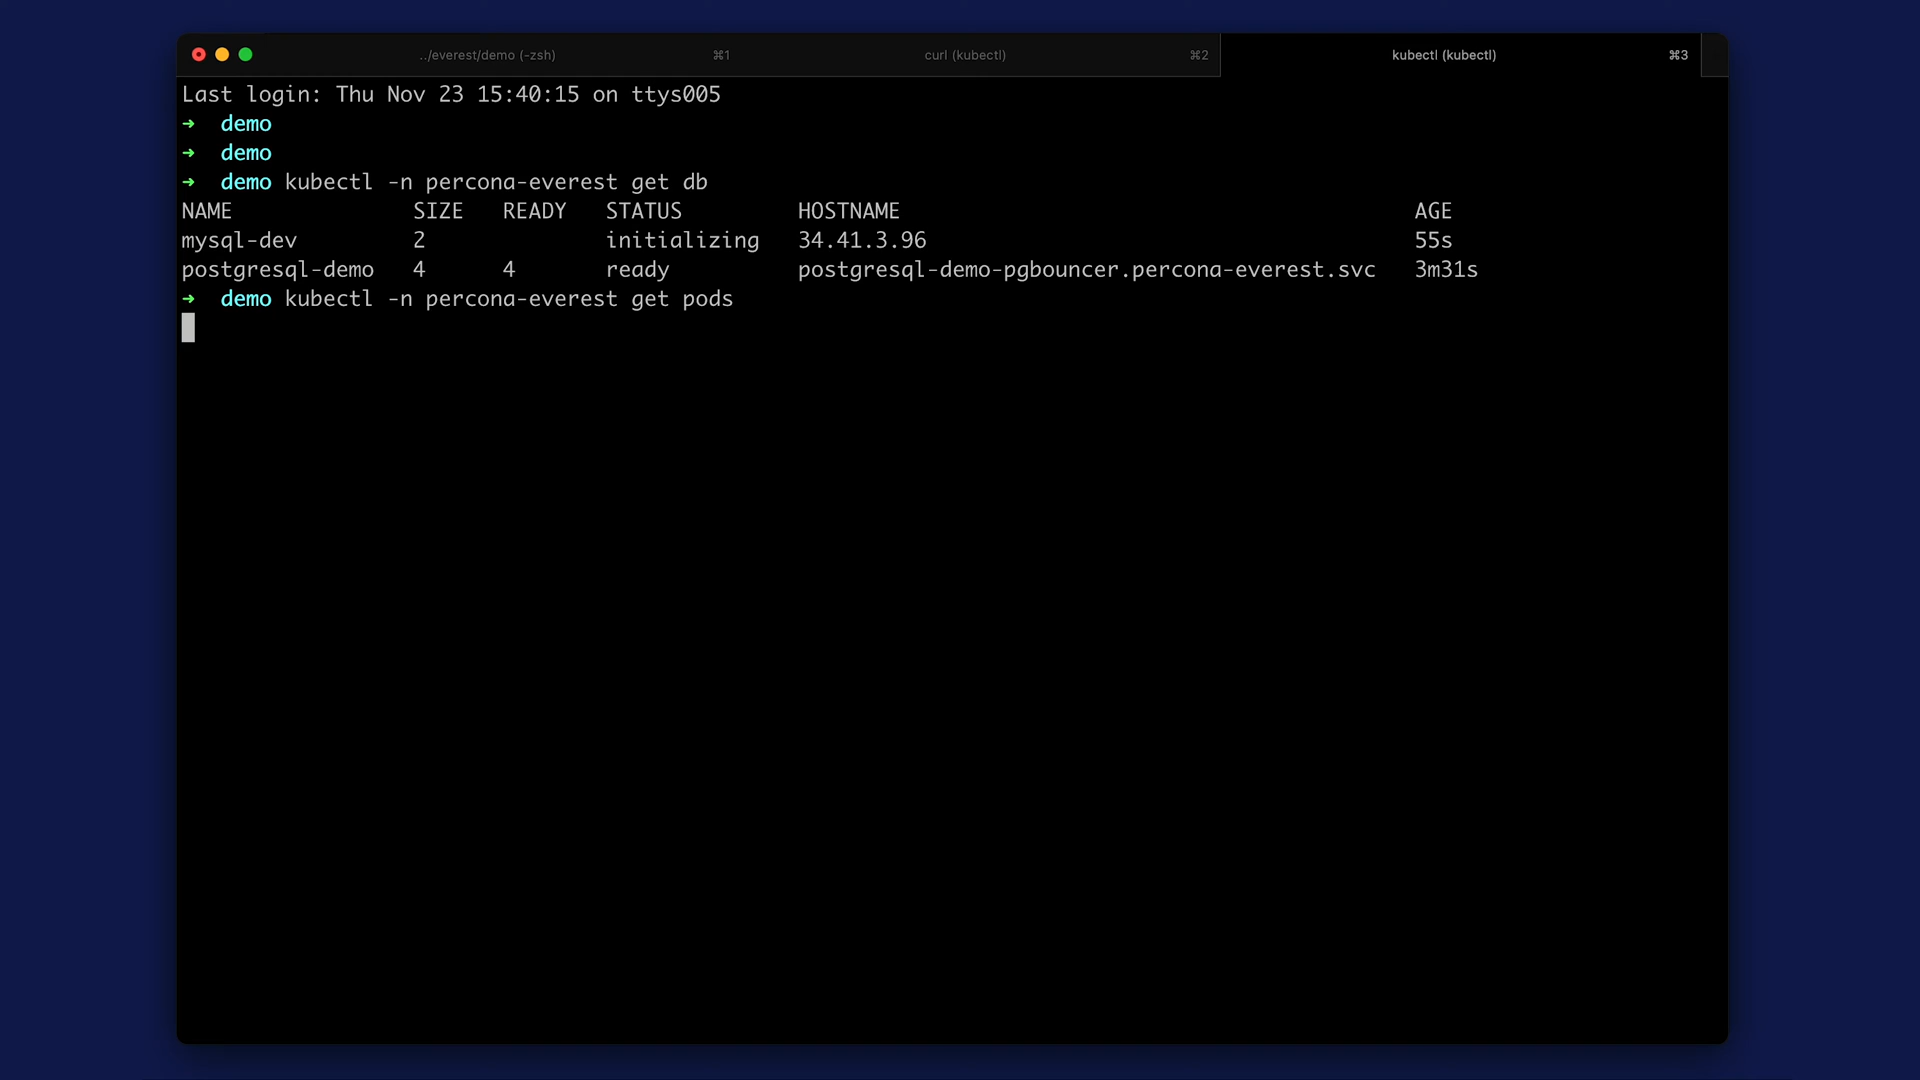 ../everest/demo (-zsh) ⌘1 curl (kubectl) ⌘2 kubectl (kubectl) ⌘3
Last login: Thu Nov 23 15:40:15 on ttys005
➜ demo
➜ demo
➜ demo kubectl -n percona-everest get db
NAME SIZE READY STATUS HOSTNAME AGE
mysql-dev 2 initializing 34.41.3.96 55s
postgresql-demo 4 4 ready postgresql-demo-pgbouncer.percona-everest.svc 3m31s
➜ demo kubectl -n percona-everest get pods